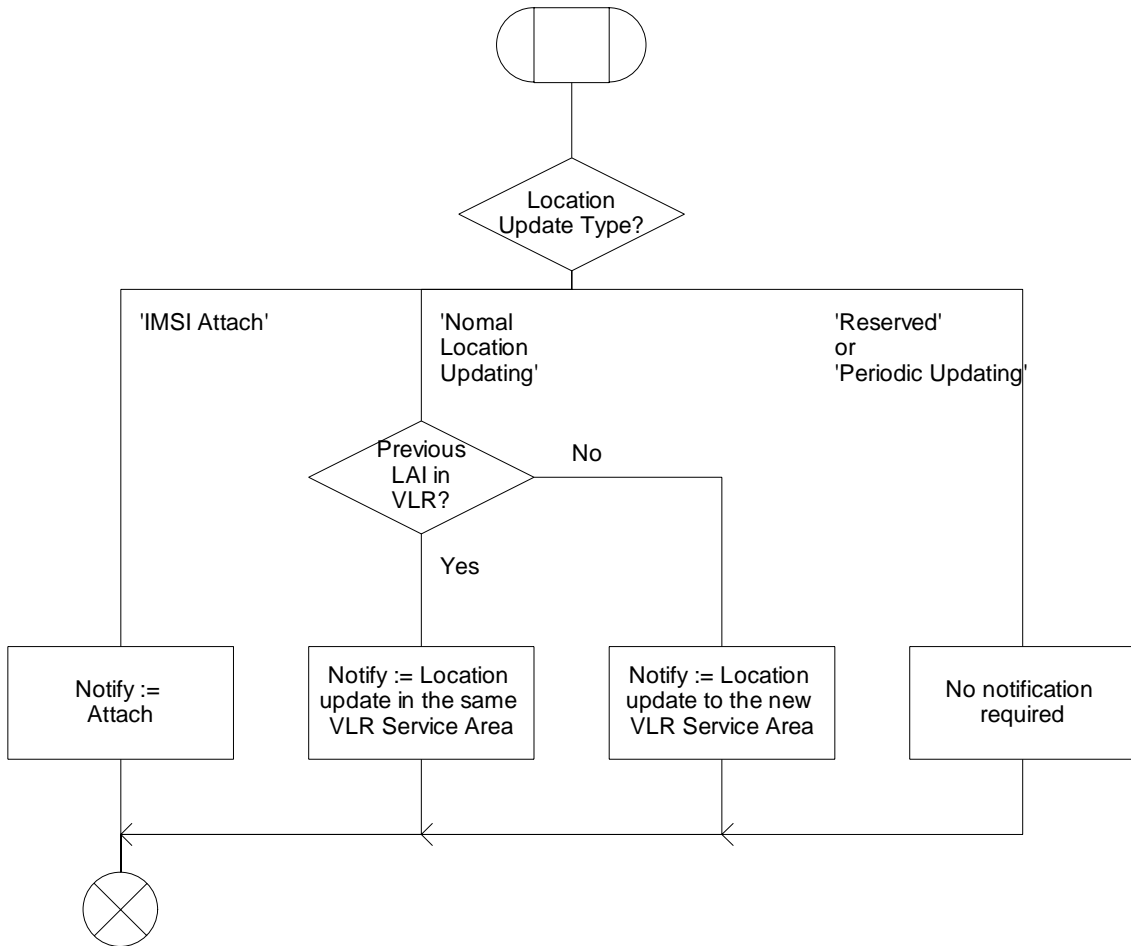 Location
Update Type?
'IMSI Attach'
'Nomal
Location
Updating'
'Reserved'
or
'Periodic Updating'
Previous
LAI in
VLR?
No
Yes
Notify :=
Attach
Notify := Location
update in the same
VLR Service Area
Notify := Location
update to the new
VLR Service Area
No notification
required